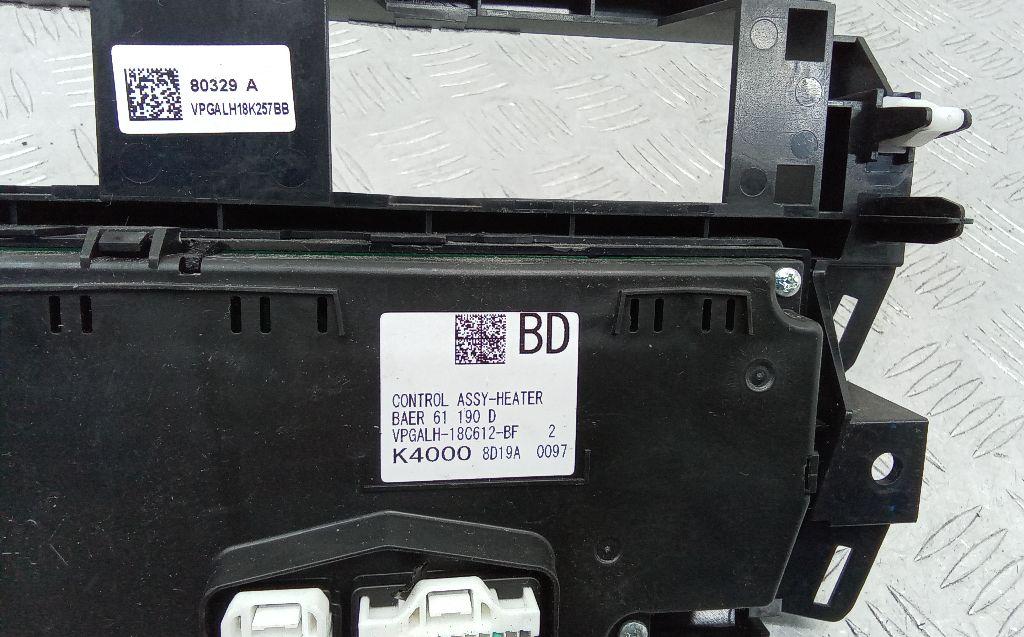 80329 A
VPGALH18K257BB
BD
CONTROL ASSY-HEATER
BAER 61 190 D
VPGALH-18C612-BF 2
K4000 8D19A 0097